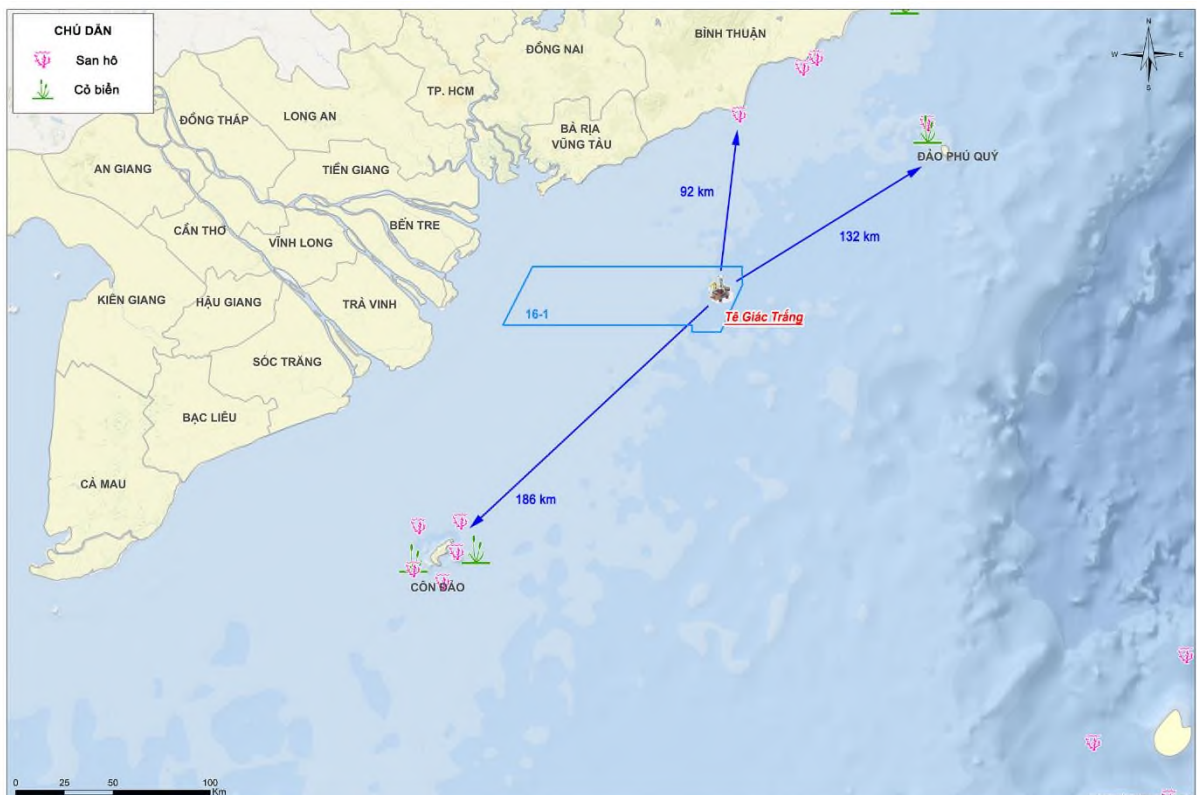 CHÚ DẪN
San hô
Cỏ biển
N
W
E
S
BÌNH THUẬN
ĐỒNG NAI
TP. HCM
BÀ RỊA
VŨNG TÀU
ĐỒNG THÁP
LONG AN
AN GIANG
TIỀN GIANG
CẦN THƠ
VĨNH LONG
BẾN TRE
KIÊN GIANG
HẬU GIANG
TRÀ VINH
SÓC TRĂNG
BẠC LIÊU
CÀ MAU
ĐẢO PHÚ QUÝ
92 km
132 km
16-1
Tê Giác Trắng
186 km
CÔN ĐẢO
0 25 50 100
Km